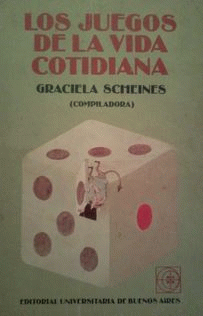 LOS JUEGOS
DE LA VIDA
COTIDIANA
GRACIELA SCHEINES
(COMPILADORA)
EDITORIAL UNIVERSITARIA DE BUENOS AIRES